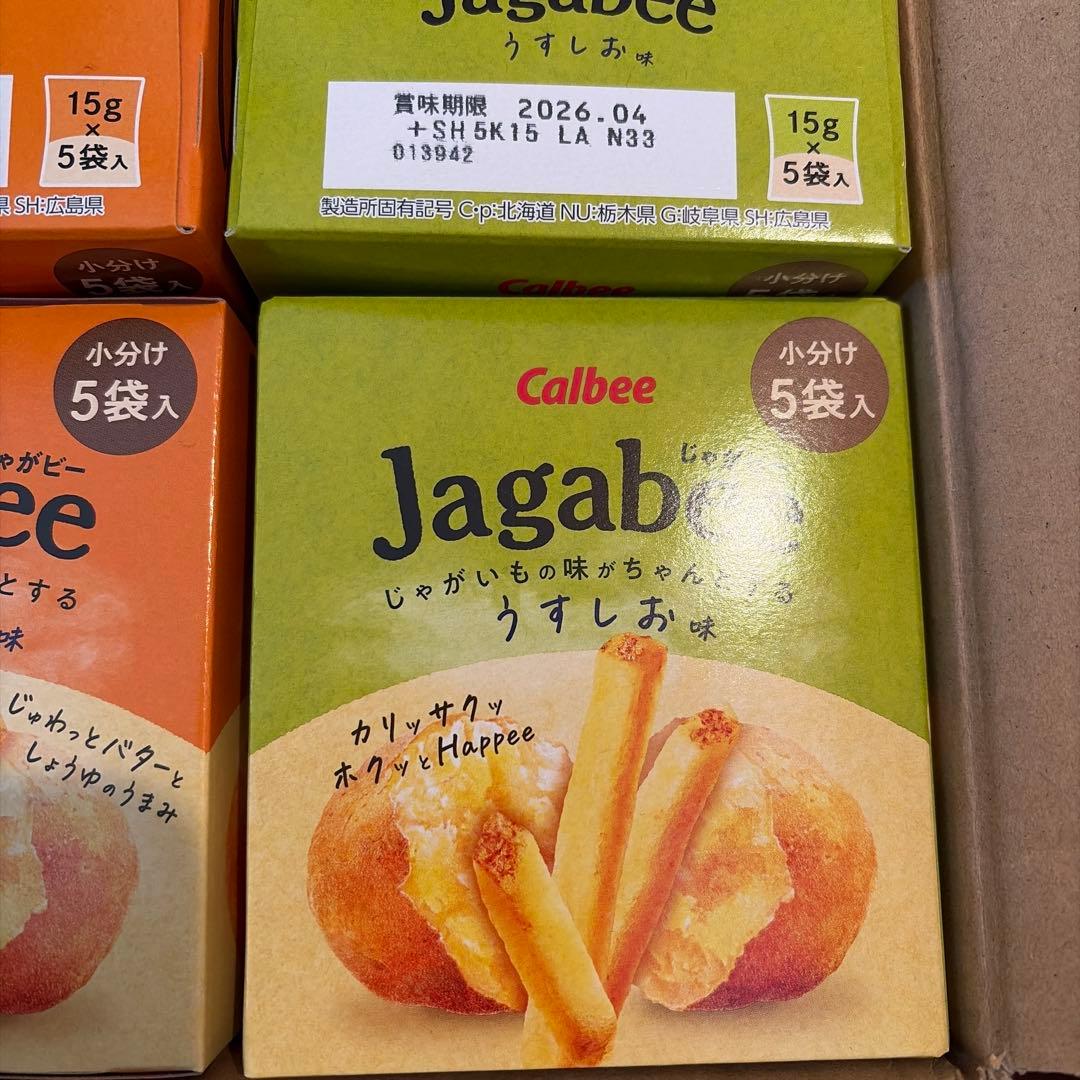 15g
×
5袋入
県 SH:広島県
小分け
5袋入
Jagabee
うすしお味
賞味期限 2026.04
+SH5K15 LA N33
013942
15g
×
5袋入
製造所固有記号 C・p:北海道 NU:栃木県 G:岐阜県 SH:広島県
Calbee
小分け
小分け
5袋入
ゃがビー
ee
とする
味
じゅわっとバターと
しょうゆのうまみ
Calbee
小分け
5袋入
Jagabee
じゃがいもの味がちゃんとする
うすしお味
カリッサクッ
ホクッとHappee